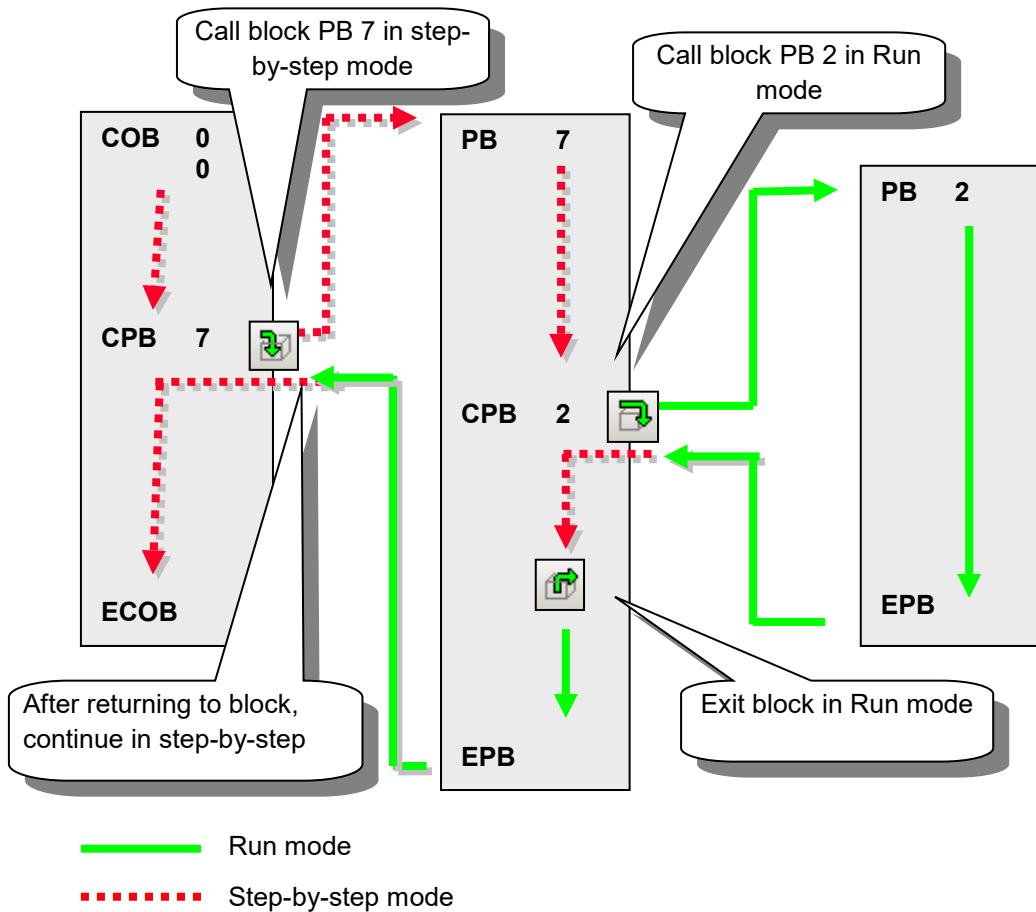 Call block PB 7 in step-
by-step mode
Call block PB 2 in Run
mode
COB 0
0
CPB 7
ECOB
PB 7
CPB 2
EPB
PB 2
EPB
After returning to block,
continue in step-by-step
Exit block in Run mode
Run mode
Step-by-step mode